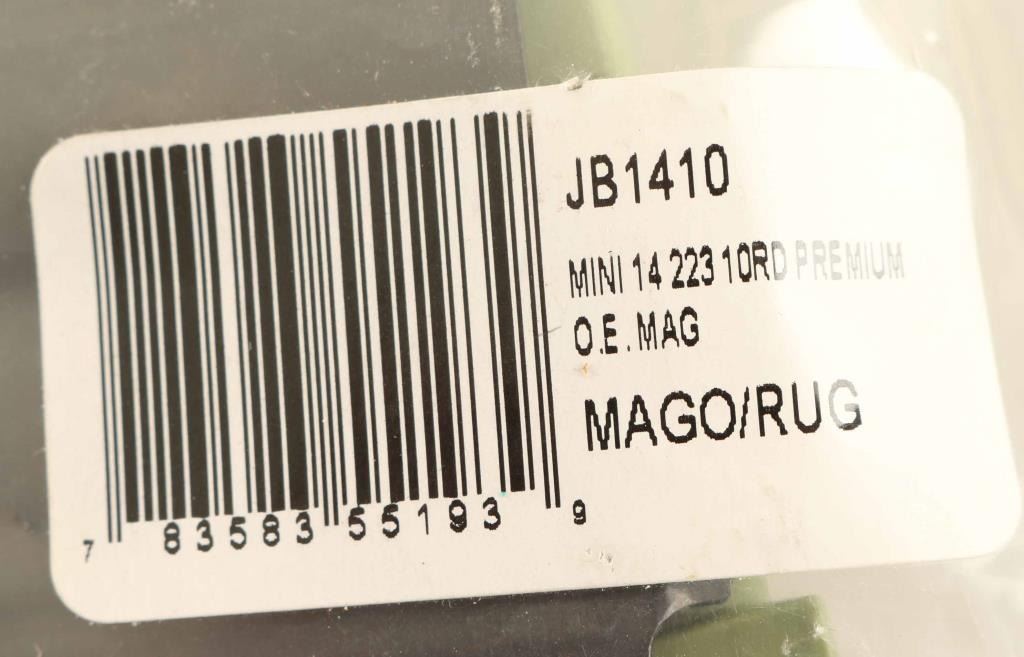 JB1410
MINI 14 223 10RD PREMIUM
O.E. MAG
MAGO/RUG
7 83583 55193 9